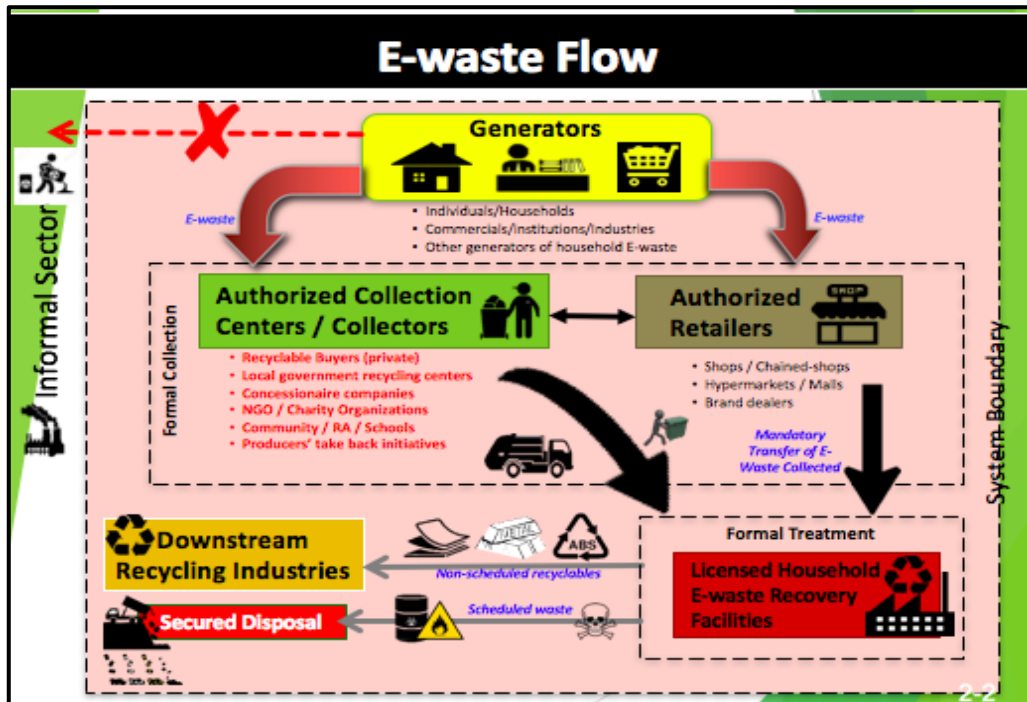 E-waste Flow
Generators
E-waste
E-waste
• Individuals/Households
• Commercials/Institutions/Industries
• Other generators of household E-waste
Informal Sector
System Boundary
Formal Collection
Authorized Collection
Centers / Collectors
• Recyclable Buyers (private)
• Local government recycling centers
• Concessionaire companies
• NGO / Charity Organizations
• Community / RA / Schools
• Producers' take back initiatives
SHOP
Authorized
Retailers
• Shops / Chained-shops
• Hypermarkets / Malls
• Brand dealers
Mandatory
Transfer of E-
Waste Collected
Downstream
Recycling Industries
METAL
ABS
Non-scheduled recyclables
Secured Disposal
Scheduled waste
Formal Treatment
Licensed Household
E-waste Recovery
Facilities
2-2